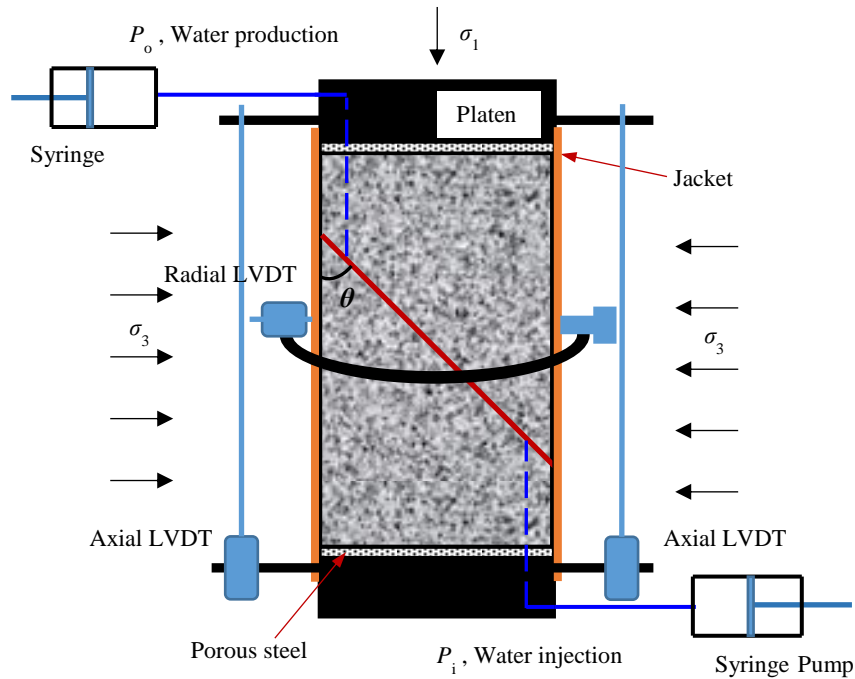 P_o , Water production
σ_1
Platen
Syringe
Jacket
Radial LVDT
θ
σ_3
σ_3
Axial LVDT
Axial LVDT
Porous steel
P_i , Water injection
Syringe Pump